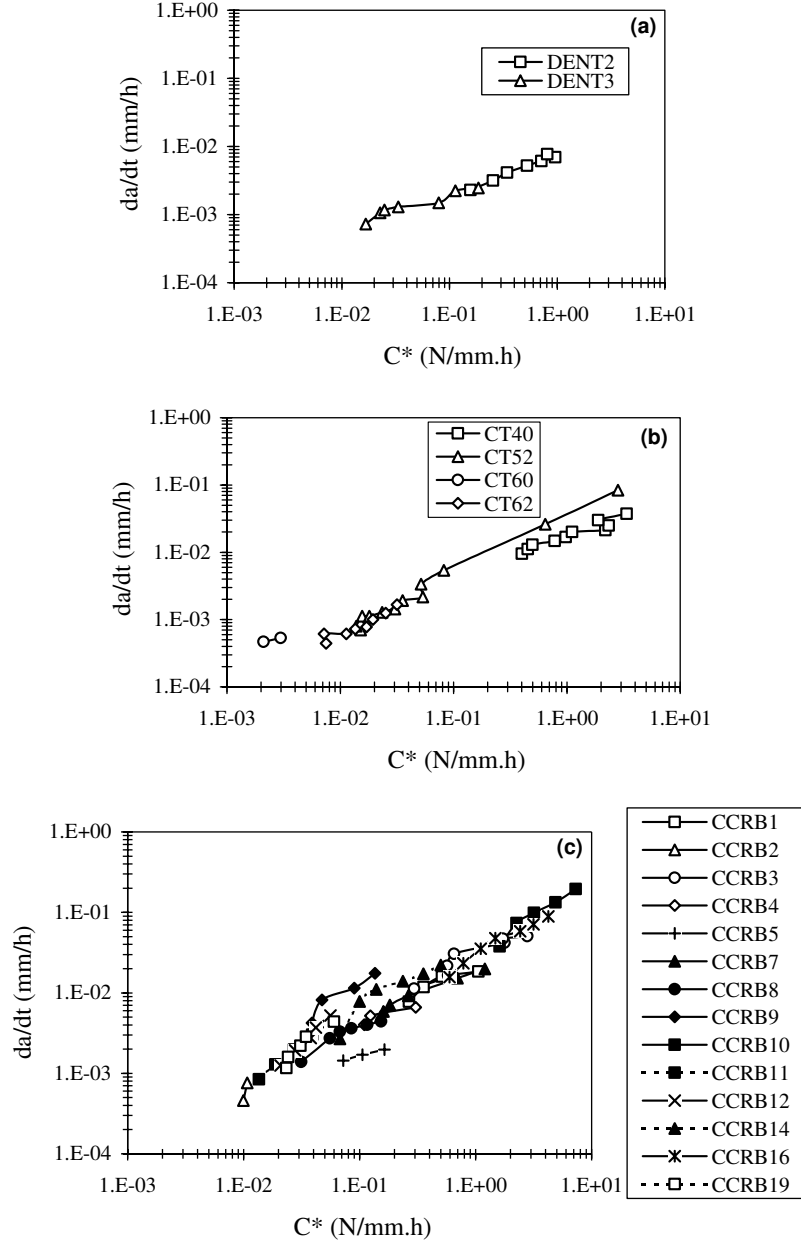 (a)
1.E+00
1.E-01
1.E-02
1.E-03
1.E-04
da/dt (mm/h)
DENT2
DENT3
1.E-03 1.E-02 1.E-01 1.E+00 1.E+01
C* (N/mm.h)
(b)
1.E+00
1.E-01
1.E-02
1.E-03
1.E-04
da/dt (mm/h)
CT40
CT52
CT60
CT62
1.E-03 1.E-02 1.E-01 1.E+00 1.E+01
C* (N/mm.h)
(c)
1.E+00
1.E-01
1.E-02
1.E-03
1.E-04
da/dt (mm/h)
1.E-03 1.E-02 1.E-01 1.E+00 1.E+01
C* (N/mm.h)
CCRB1
CCRB2
CCRB3
CCRB4
CCRB5
CCRB7
CCRB8
CCRB9
CCRB10
CCRB11
CCRB12
CCRB14
CCRB16
CCRB19